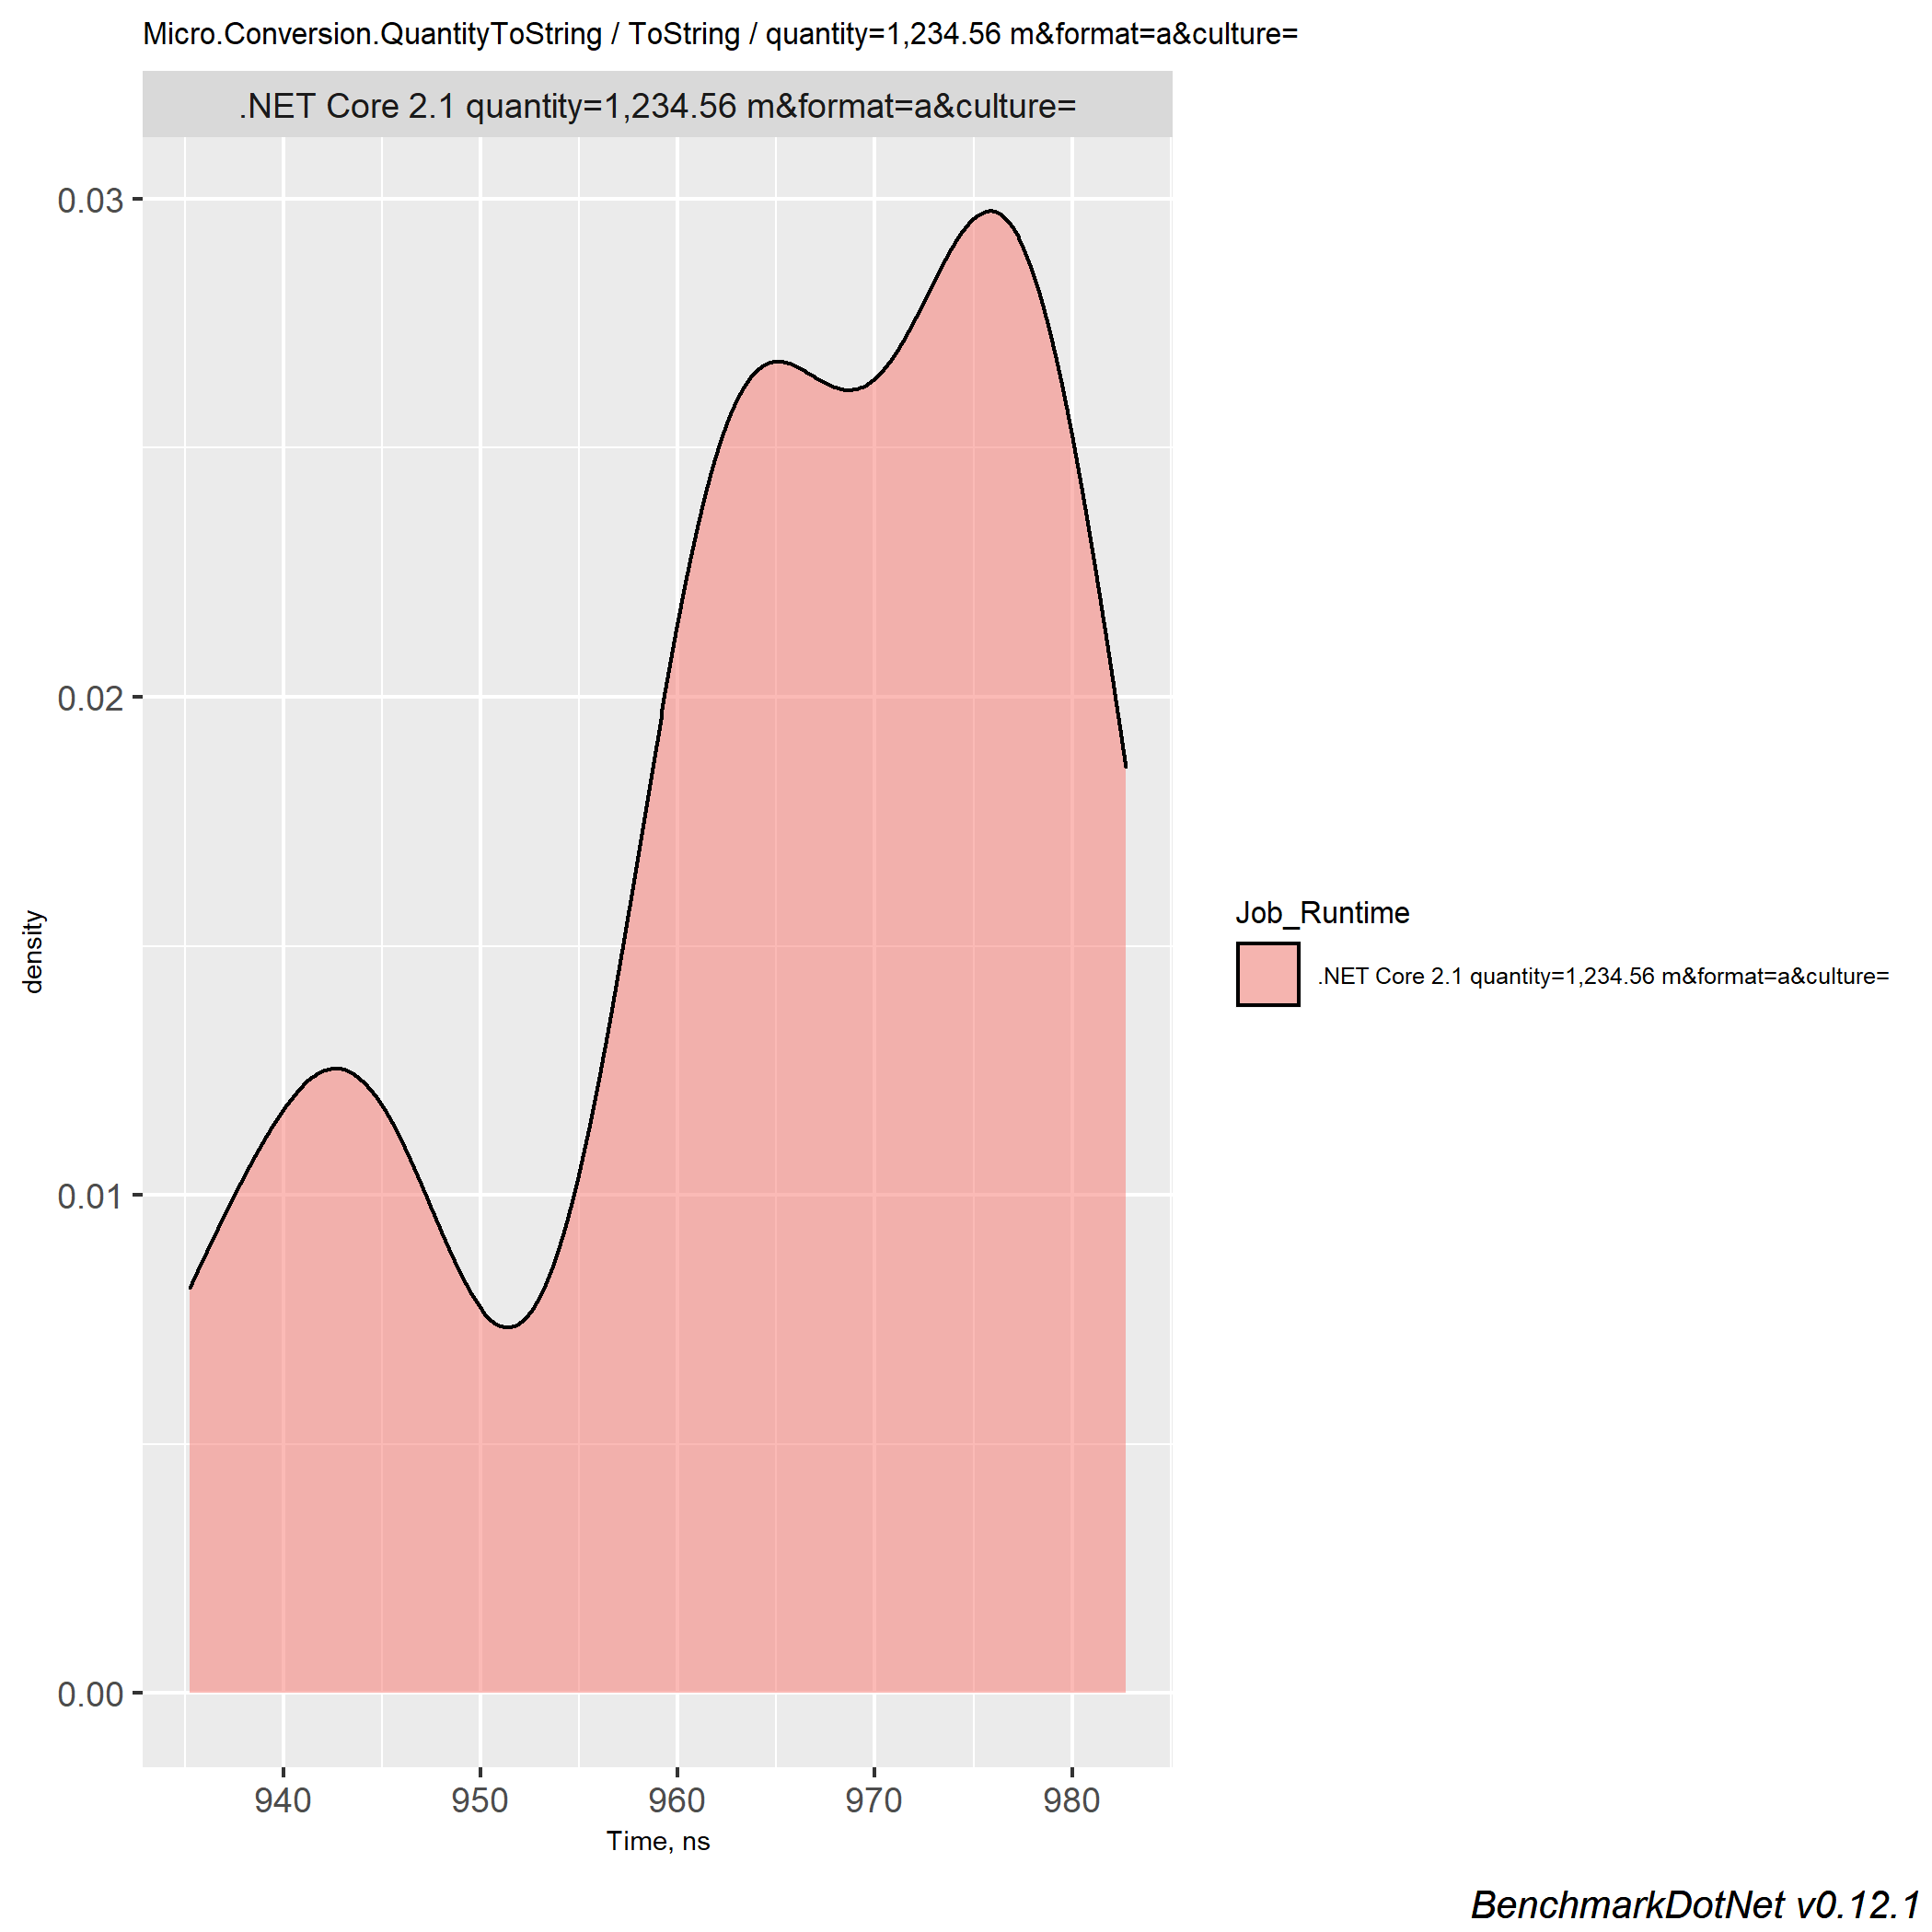 Micro.Conversion.QuantityToString / ToString / quantity=1,234.56 m&format=a&culture=
.NET Core 2.1 quantity=1,234.56 m&format=a&culture=
0.03
0.02
0.01
0.00
density
940 950 960 970 980
Time, ns
Job_Runtime
.NET Core 2.1 quantity=1,234.56 m&format=a&culture=
BenchmarkDotNet v0.12.1